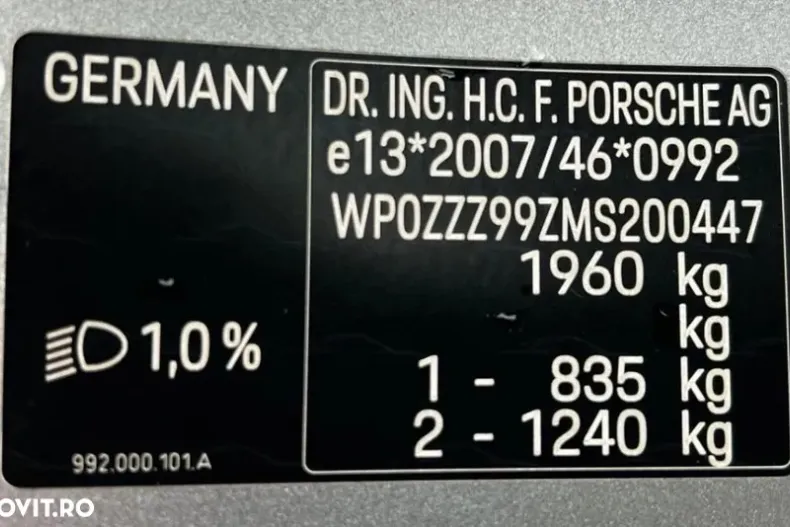 GERMANY
1,0 %
992.000.101.A
DR. ING. H.C. F. PORSCHE AG
e13*2007/46*0992
WP0ZZZ99ZMS200447
1960 kg
kg
1 - 835 kg
2 - 1240 kg
OVIT.RO